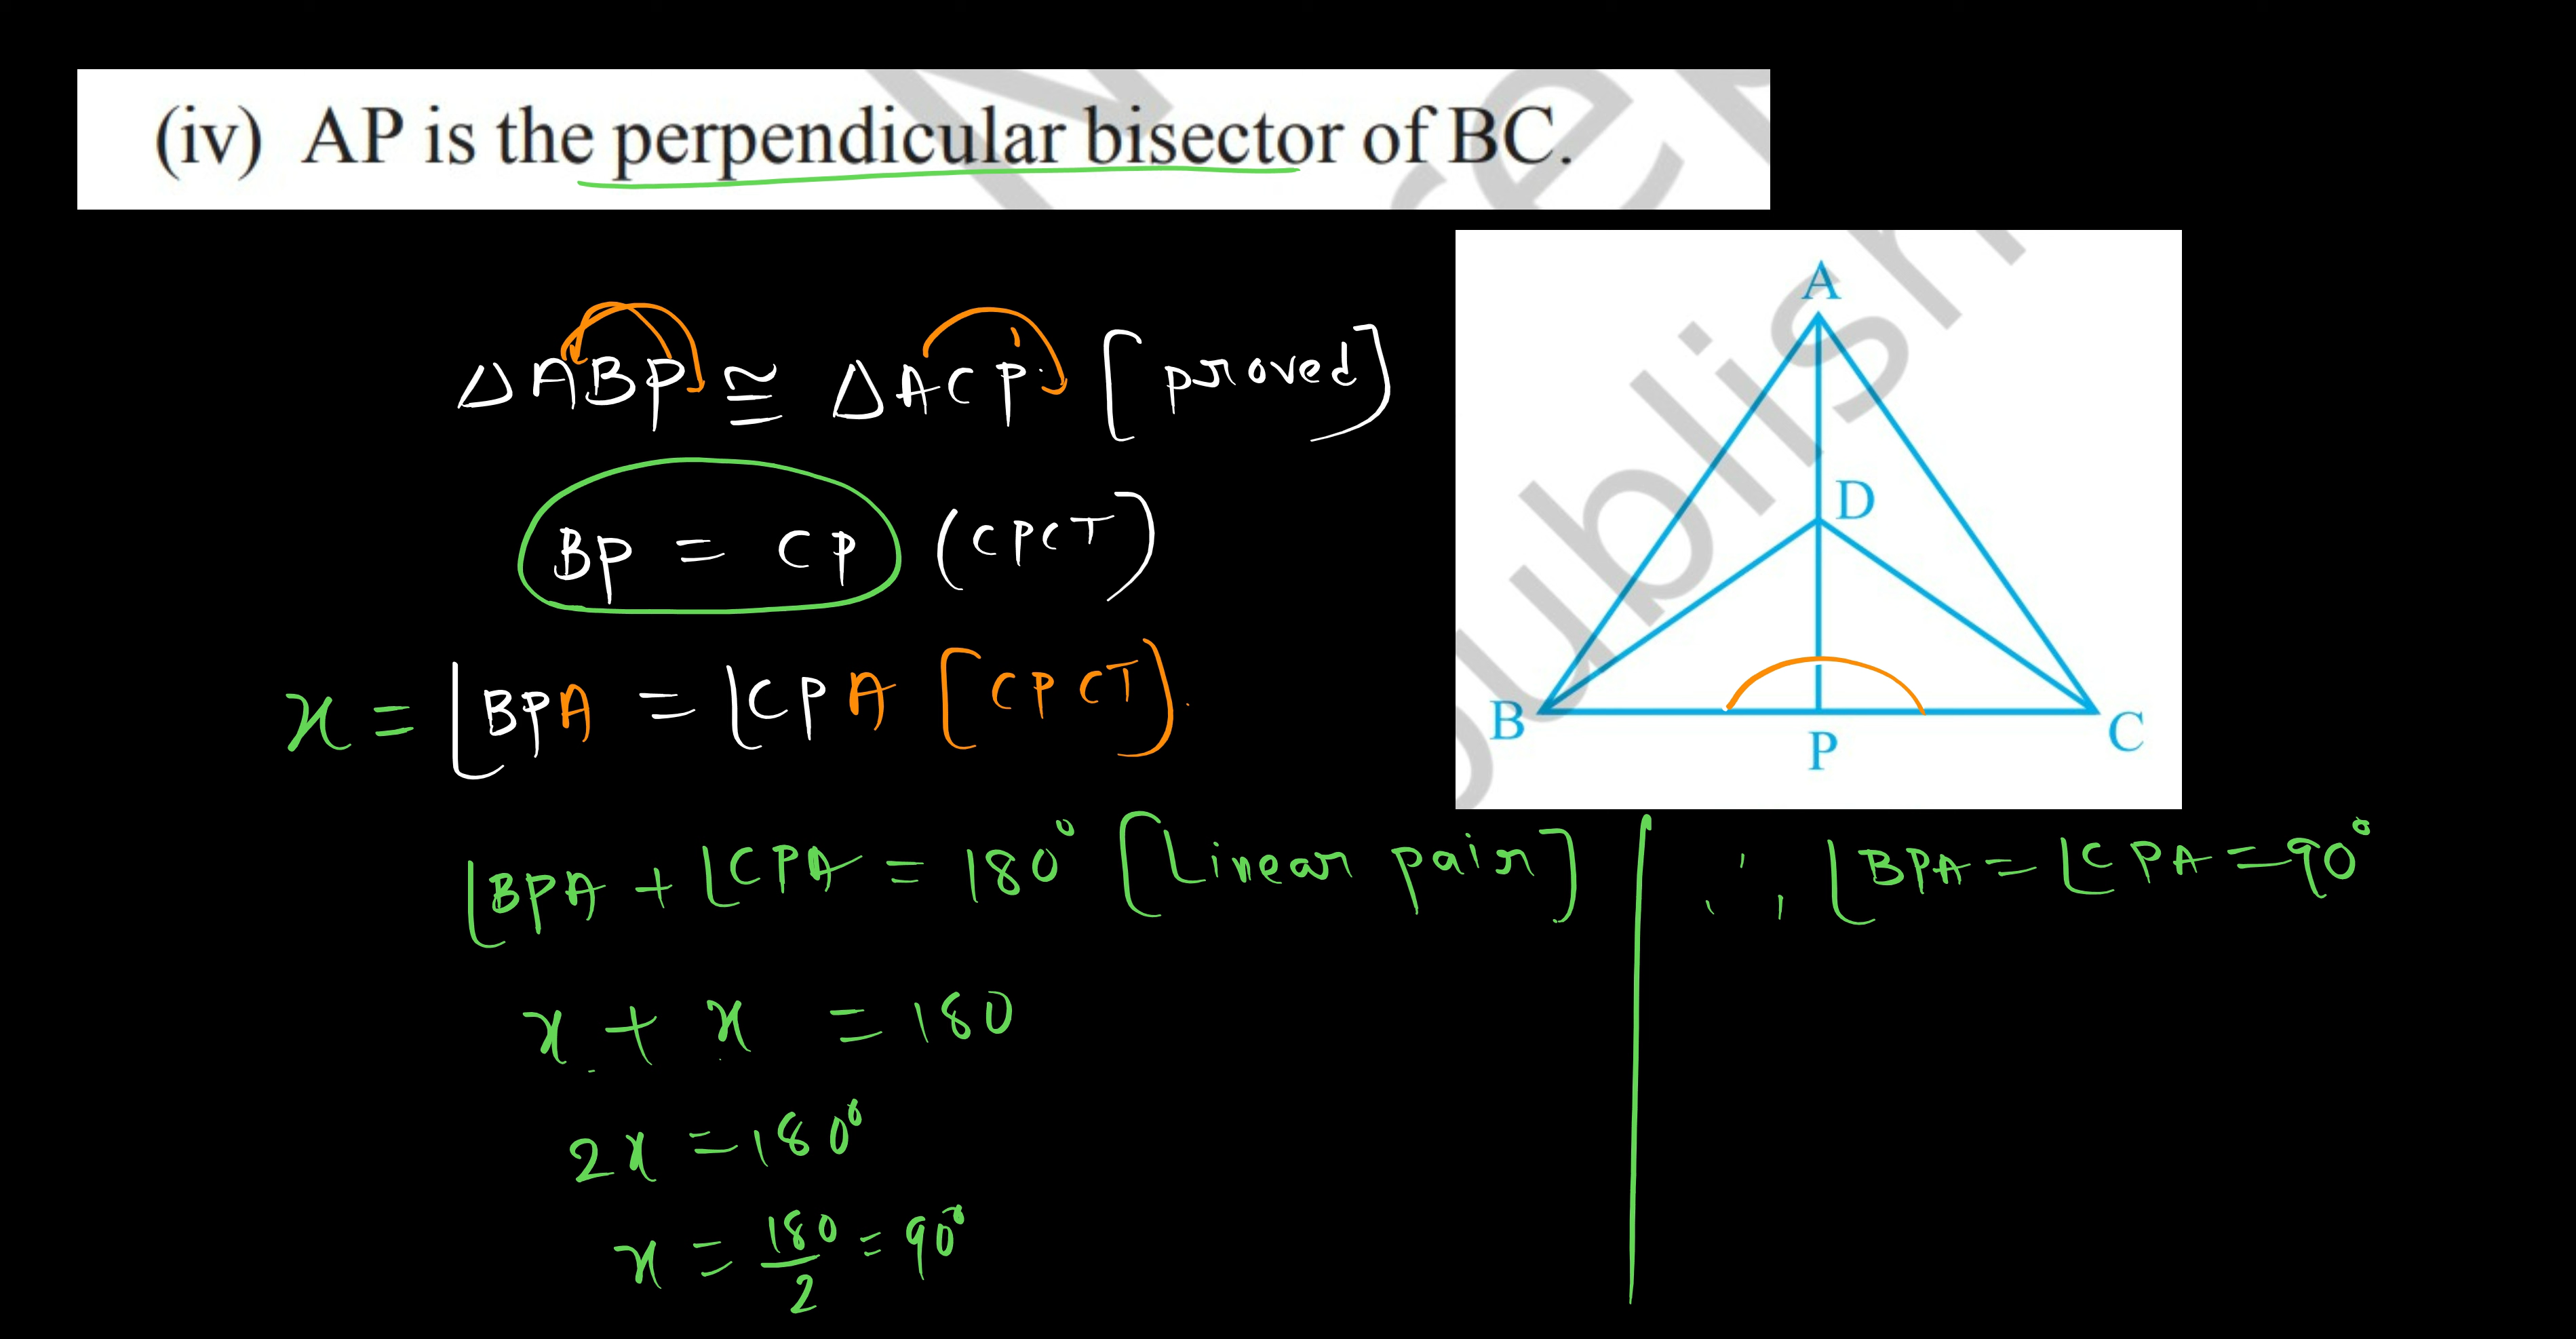 (iv) AP is the perpendicular bisector of BC.
△ABP ≅ △ACP [proved]
BP = CP (CPCT)
x = ∠BPA = ∠CPA [CPCT].
∠BPA + ∠CPA = 180° [Linear pair]
x + x = 180
2x = 180°
x = 180/2 = 90°
∴ ∠BPA = ∠CPA = 90°
A
D
B
P
C